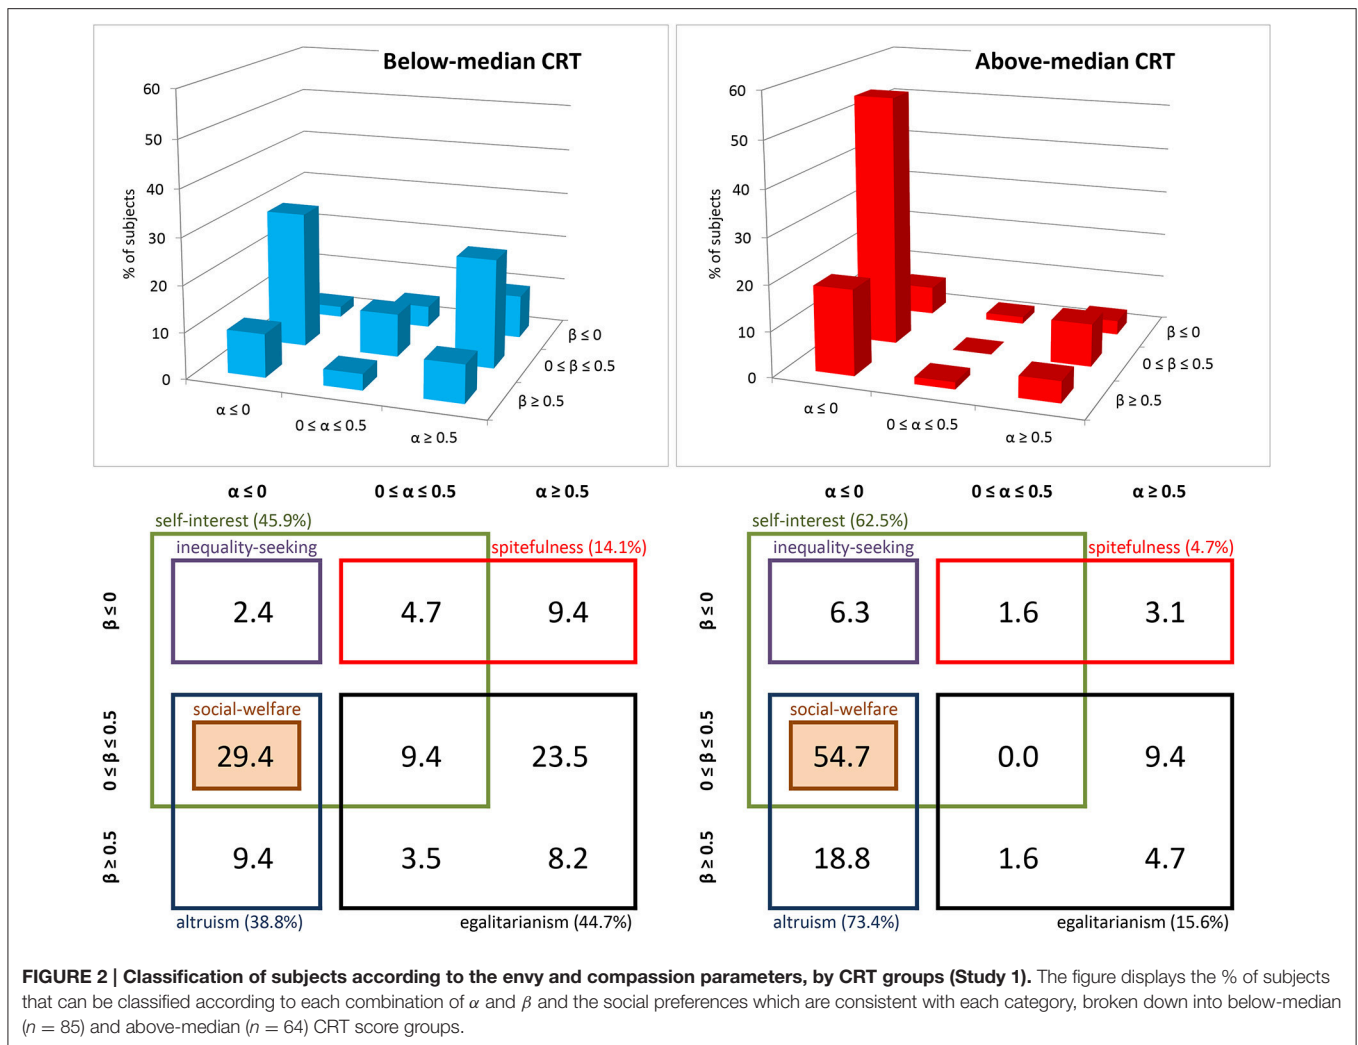 Below-median CRT
60
50
40
30
20
10
0
% of subjects
α ≤ 0
0 ≤ α ≤ 0.5
α ≥ 0.5
β ≤ 0
0 ≤ β ≤ 0.5
β ≥ 0.5
Above-median CRT
60
50
40
30
20
10
0
% of subjects
α ≤ 0
0 ≤ α ≤ 0.5
α ≥ 0.5
β ≤ 0
0 ≤ β ≤ 0.5
β ≥ 0.5
α ≤ 0 0 ≤ α ≤ 0.5 α ≥ 0.5
self-interest (45.9%)
inequality-seeking spitefulness (14.1%)
β ≤ 0 2.4 4.7 9.4
social-welfare
0 ≤ β ≤ 0.5 29.4 9.4 23.5
β ≥ 0.5 9.4 3.5 8.2
altruism (38.8%) egalitarianism (44.7%)
α ≤ 0 0 ≤ α ≤ 0.5 α ≥ 0.5
self-interest (62.5%)
inequality-seeking spitefulness (4.7%)
β ≤ 0 6.3 1.6 3.1
social-welfare
0 ≤ β ≤ 0.5 54.7 0.0 9.4
β ≥ 0.5 18.8 1.6 4.7
altruism (73.4%) egalitarianism (15.6%)
FIGURE 2 | Classification of subjects according to the envy and compassion parameters, by CRT groups (Study 1). The figure displays the % of subjects
that can be classified according to each combination of α and β and the social preferences which are consistent with each category, broken down into below-median
(n = 85) and above-median (n = 64) CRT score groups.